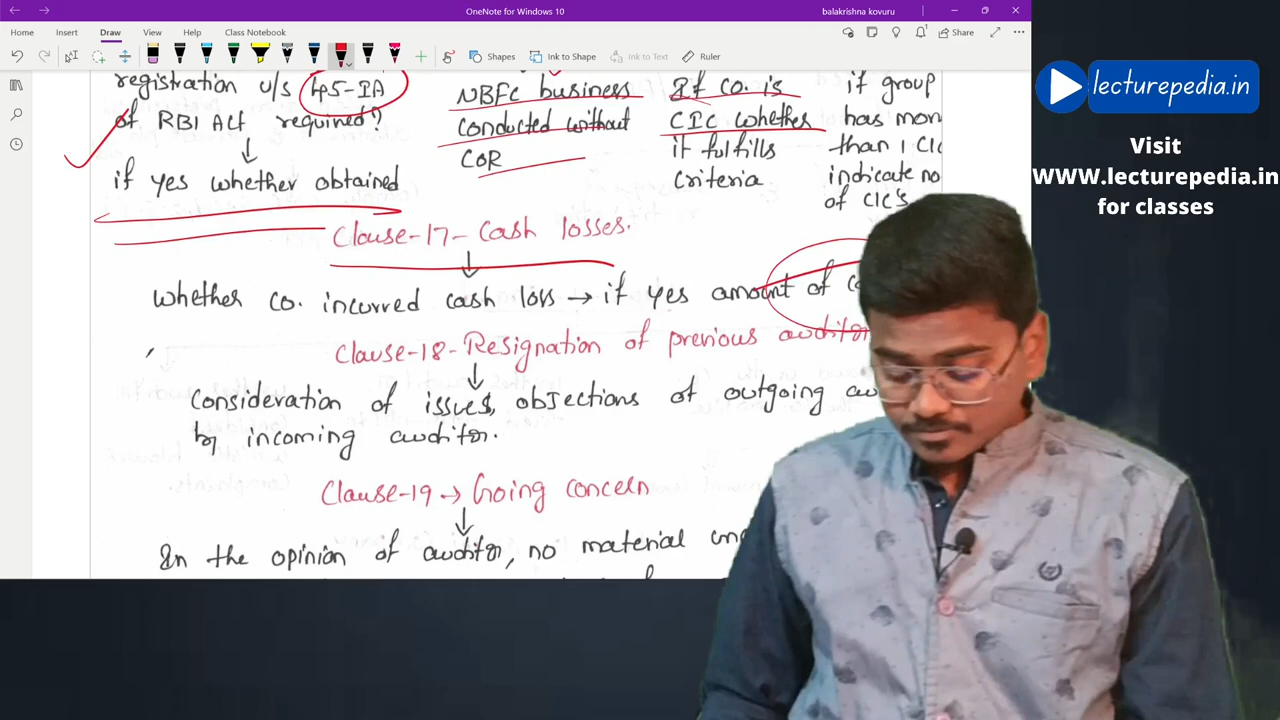 OneNote for Windows 10
balakrishna kovuru
Home Insert Draw View Help Class Notebook
Share
Shapes Ink to Shape Ink to Text Ruler
registration u/s 45-IA
of RBI Act required?
if yes whether obtained
NBFC business
conducted without
COR
If co. is
CIC whether
it fulfills
criteria
if group
has mor
than 1 CIC
indicate no
of CIC's
Clause-17- Cash losses.
Whether co. incurred cash loss → if yes amount of c
Clause-18-Resignation of previous auditor
Consideration of issues, objections of outgoing au
by incoming auditor.
Clause-19 → Going concern
In the opinion of auditor, no material unc
lecturepedia.in
Visit
www.lecturepedia.in
for classes